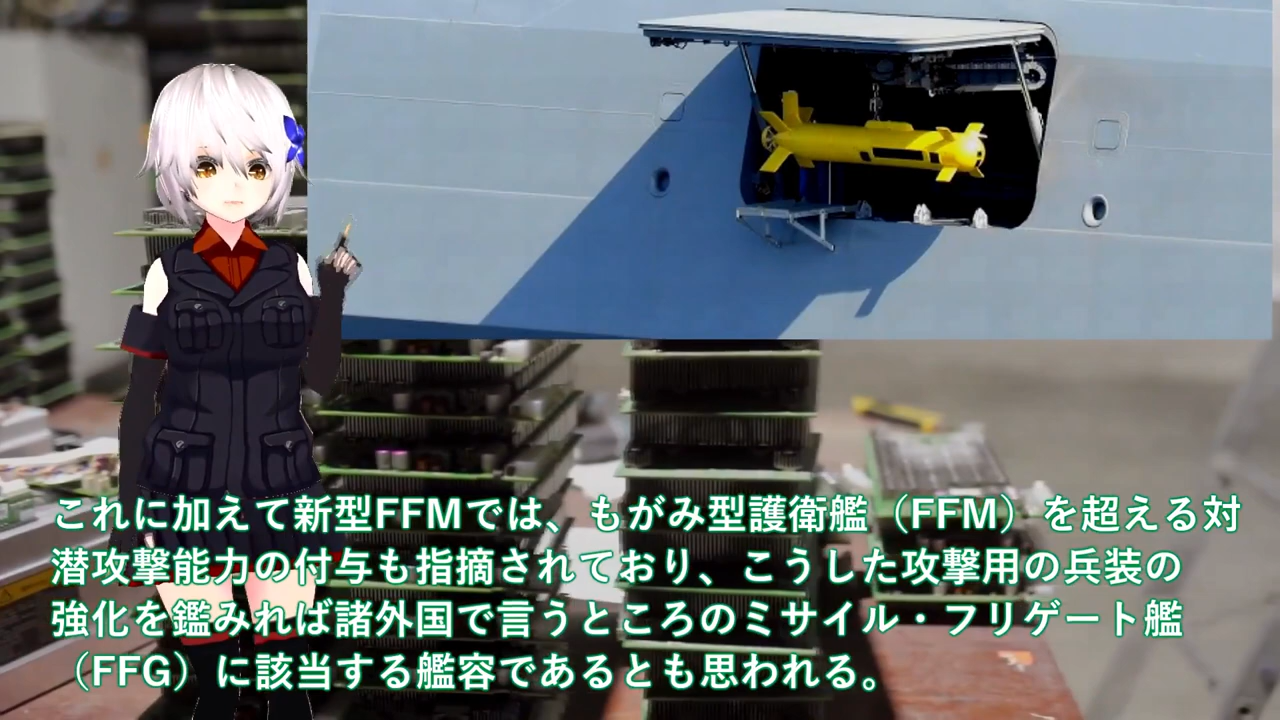 これに加えて新型FFMでは、もがみ型護衛艦（FFM）を超える対
潜攻撃能力の付与も指摘されており、こうした攻撃用の兵装の
強化を鑑みれば諸外国で言うところのミサイル・フリゲート艦
（FFG）に該当する艦容であるとも思われる。